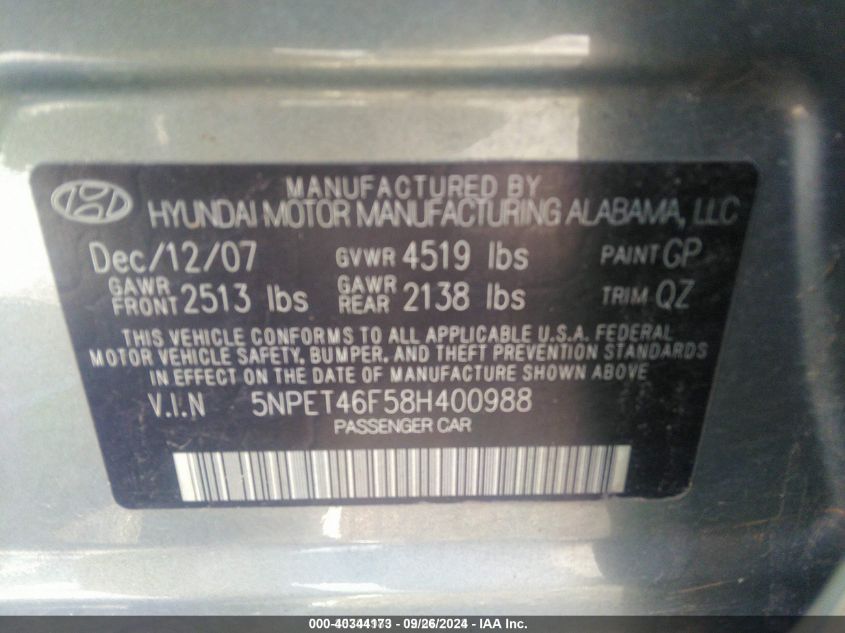 MANUFACTURED BY
HYUNDAI MOTOR MANUFACTURING ALABAMA, LLC
Dec/12/07 GVWR 4519 lbs PAINT GP
GAWR FRONT 2513 lbs GAWR REAR 2138 lbs TRIM QZ
THIS VEHICLE CONFORMS TO ALL APPLICABLE U.S.A. FEDERAL
MOTOR VEHICLE SAFETY, BUMPER, AND THEFT PREVENTION STANDARDS
IN EFFECT ON THE DATE OF MANUFACTURE SHOWN ABOVE
V.I.N 5NPET46F58H400988
PASSENGER CAR
000-40344173 - 09/26/2024 - IAA Inc.